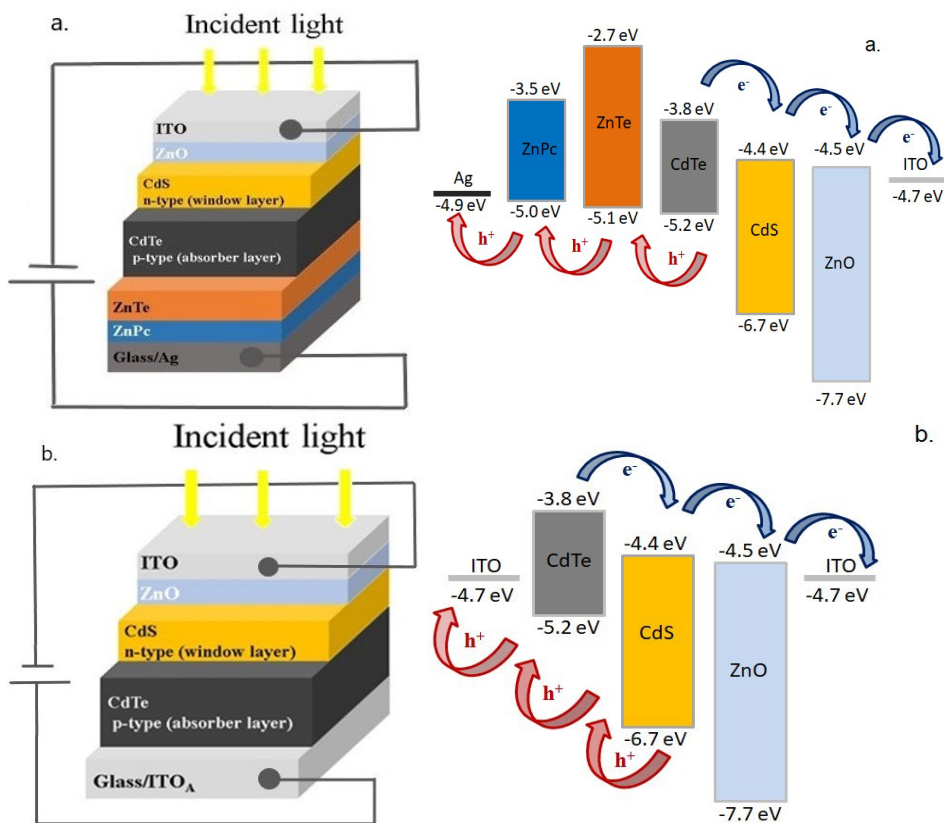 a.
Incident light
ITO
ZnO
CdS
n-type (window layer)
CdTe
p-type (absorber layer)
ZnTe
ZnPc
Glass/Ag
a.
-2.7 eV
-3.5 eV
ZnTe
e-
-3.8 eV
e-
ZnPc
CdTe
-4.4 eV
-4.5 eV
e-
ITO
-4.7 eV
Ag
-4.9 eV
-5.0 eV
-5.1 eV
-5.2 eV
h+
h+
h+
CdS
ZnO
-6.7 eV
-7.7 eV
b.
Incident light
ITO
ZnO
CdS
n-type (window layer)
CdTe
p-type (absorber layer)
Glass/ITOA
b.
e-
-3.8 eV
e-
CdTe
-4.4 eV
-4.5 eV
e-
ITO
-4.7 eV
ITO
-4.7 eV
-5.2 eV
CdS
ZnO
h+
h+
h+
-6.7 eV
-7.7 eV